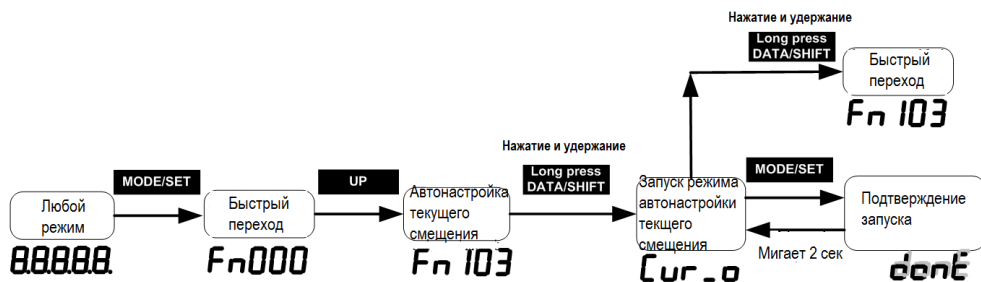 Нажатие и удержание
Long press
DATA/SHIFT
Быстрый
переход
Fn 103
Нажатие и удержание
MODE/SET
UP
Long press
DATA/SHIFT
MODE/SET
Любой
режим
8.8.8.8.8.
Быстрый
переход
Fn000
Автонастройка
текущего
смещения
Fn 103
Запуск режима
автонастройки
текщего
смещения
Cur_o
Подтверждение
запуска
Мигает 2 сек
donE